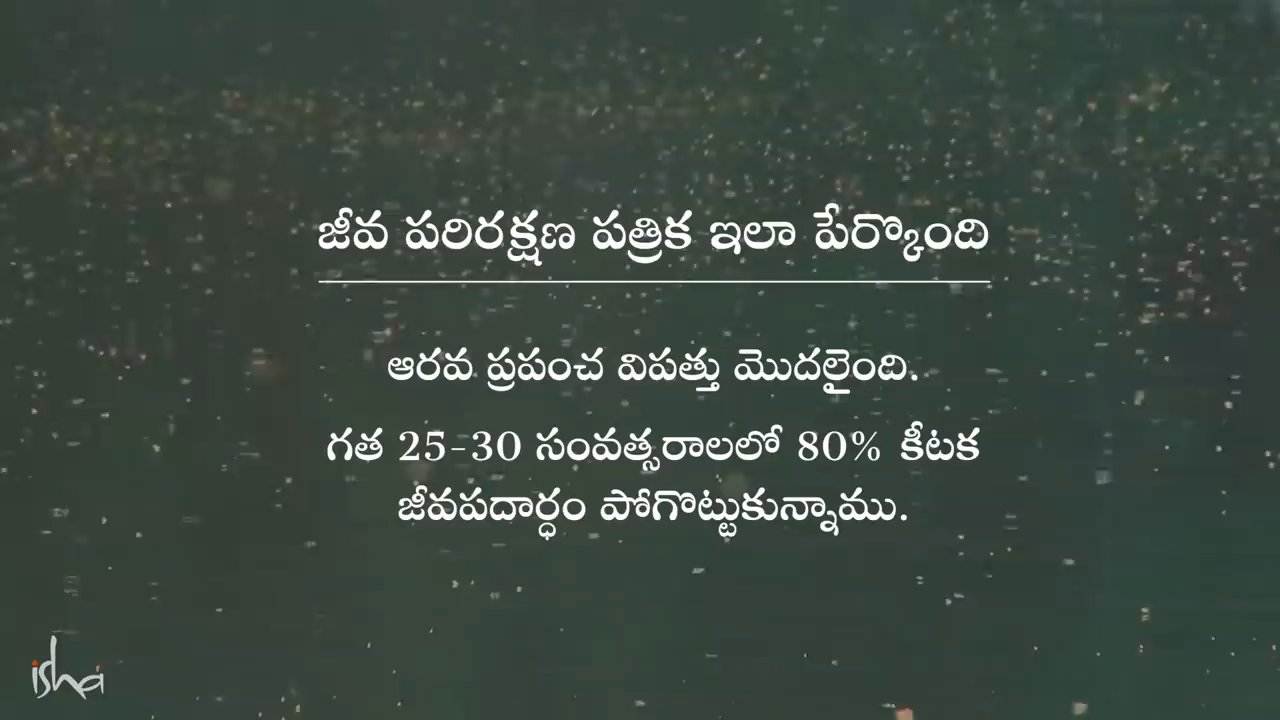 జీవ పరిరక్షణ పత్రిక ఇలా పేర్కొంది
ఆరవ ప్రపంచ విపత్తు మొదలైంది.
గత 25-30 సంవత్సరాలలో 80% కీటక
జీవపదార్ధం పోగొట్టుకున్నాము.
isha